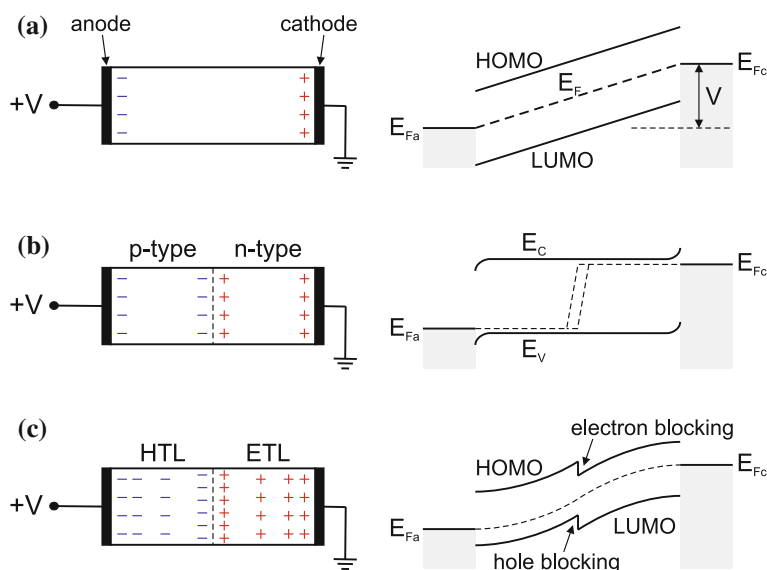 (a)
anode
cathode
+V
− − − −
+ + + +
HOMO
E_F
E_Fa
E_Fc
V
LUMO
(b)
p-type
n-type
+V
− − − −
− − − −
+ + + +
+ + + +
E_C
E_Fc
E_Fa
E_V
(c)
HTL
ETL
+V
−− − −
−− − +
−− − −
−− − +
+ + ++
+ + ++
+ + ++
+ + ++
electron blocking
HOMO
E_Fc
E_Fa
LUMO
hole blocking